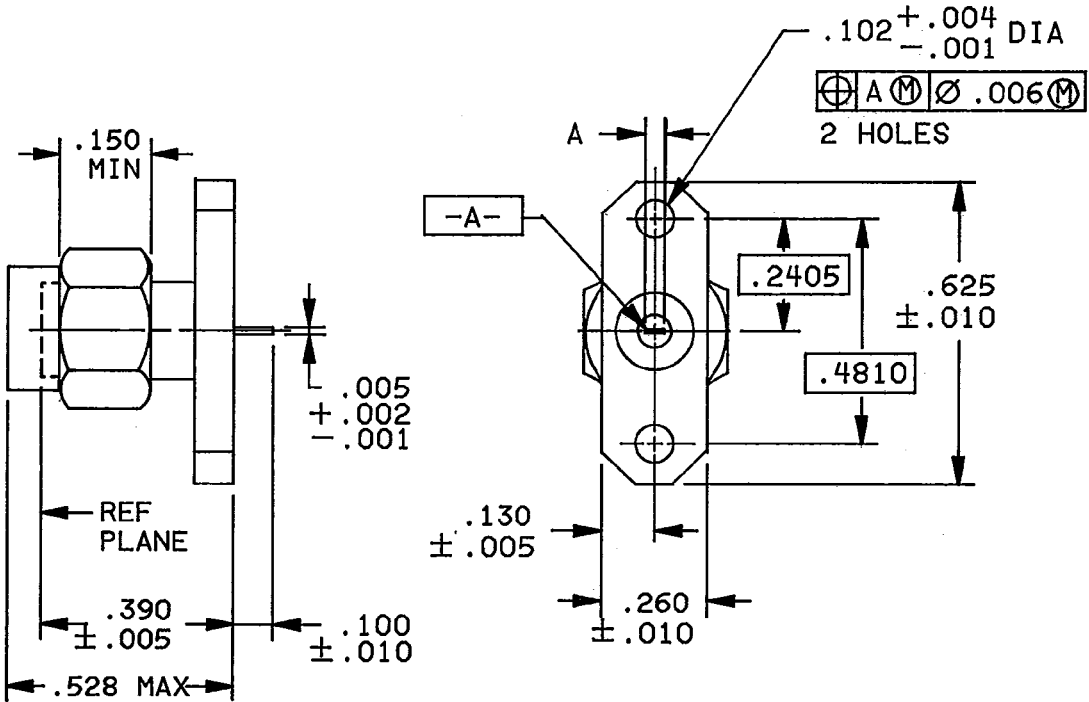 .102 +.004 DIA
-.001
⌖ A Ⓜ Ø .006 Ⓜ
2 HOLES
.150
MIN
A
-A-
.2405
.625
±.010
.4810
.005
+.002
-.001
REF
PLANE
.130
±.005
.390
±.005
.100
±.010
.260
±.010
.528 MAX